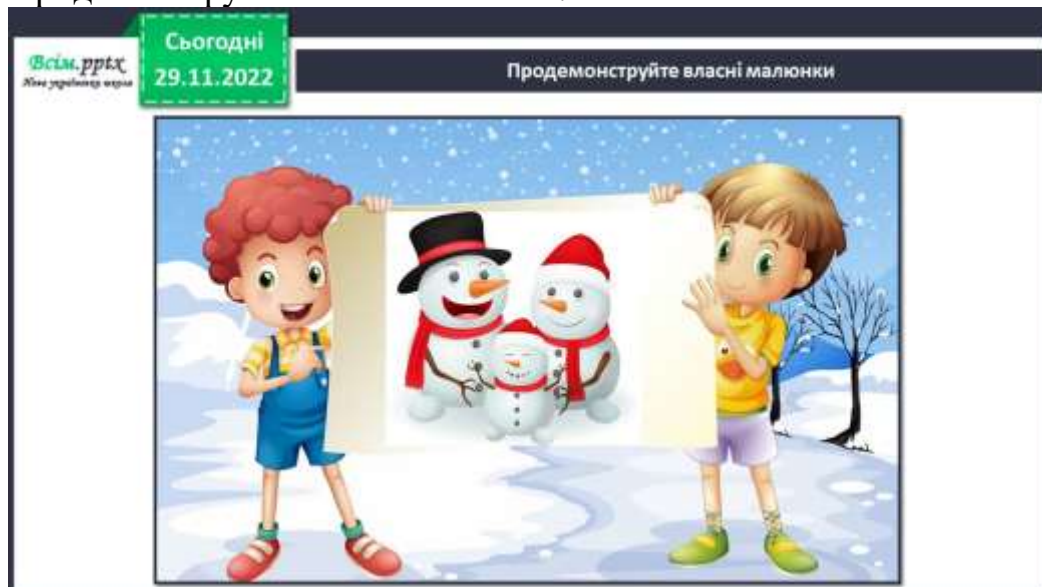 Всім.pptx
Нова українська школа
Сьогодні
29.11.2022
Продемонструйте власні малюнки